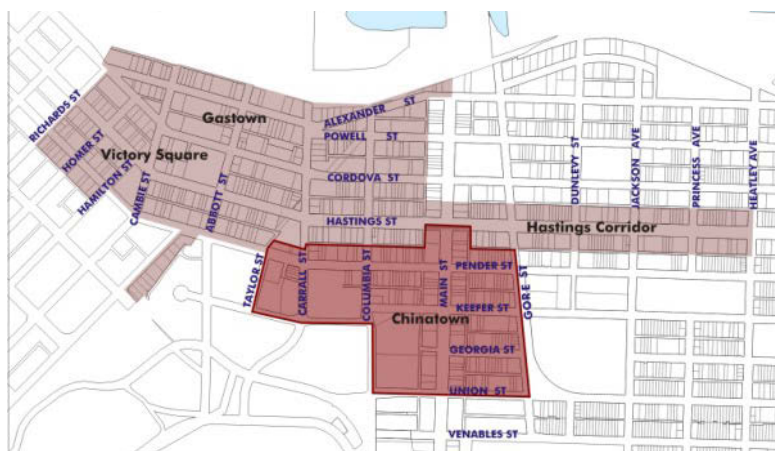 RICHARDS ST
HOMER ST
HAMILTON ST
CAMBIE ST
ABBOTT ST
Gastown
Victory Square
ALEXANDER ST
POWELL ST
CORDOVA ST
HASTINGS ST
DUNLEVY ST
JACKSON AVE
PRINCESS AVE
HEATLEY AVE
Hastings Corridor
TAYLOR ST
CARRALL ST
COLUMBIA ST
MAIN ST
PENDER ST
GORE ST
KEEFER ST
Chinatown
GEORGIA ST
UNION ST
VENABLES ST